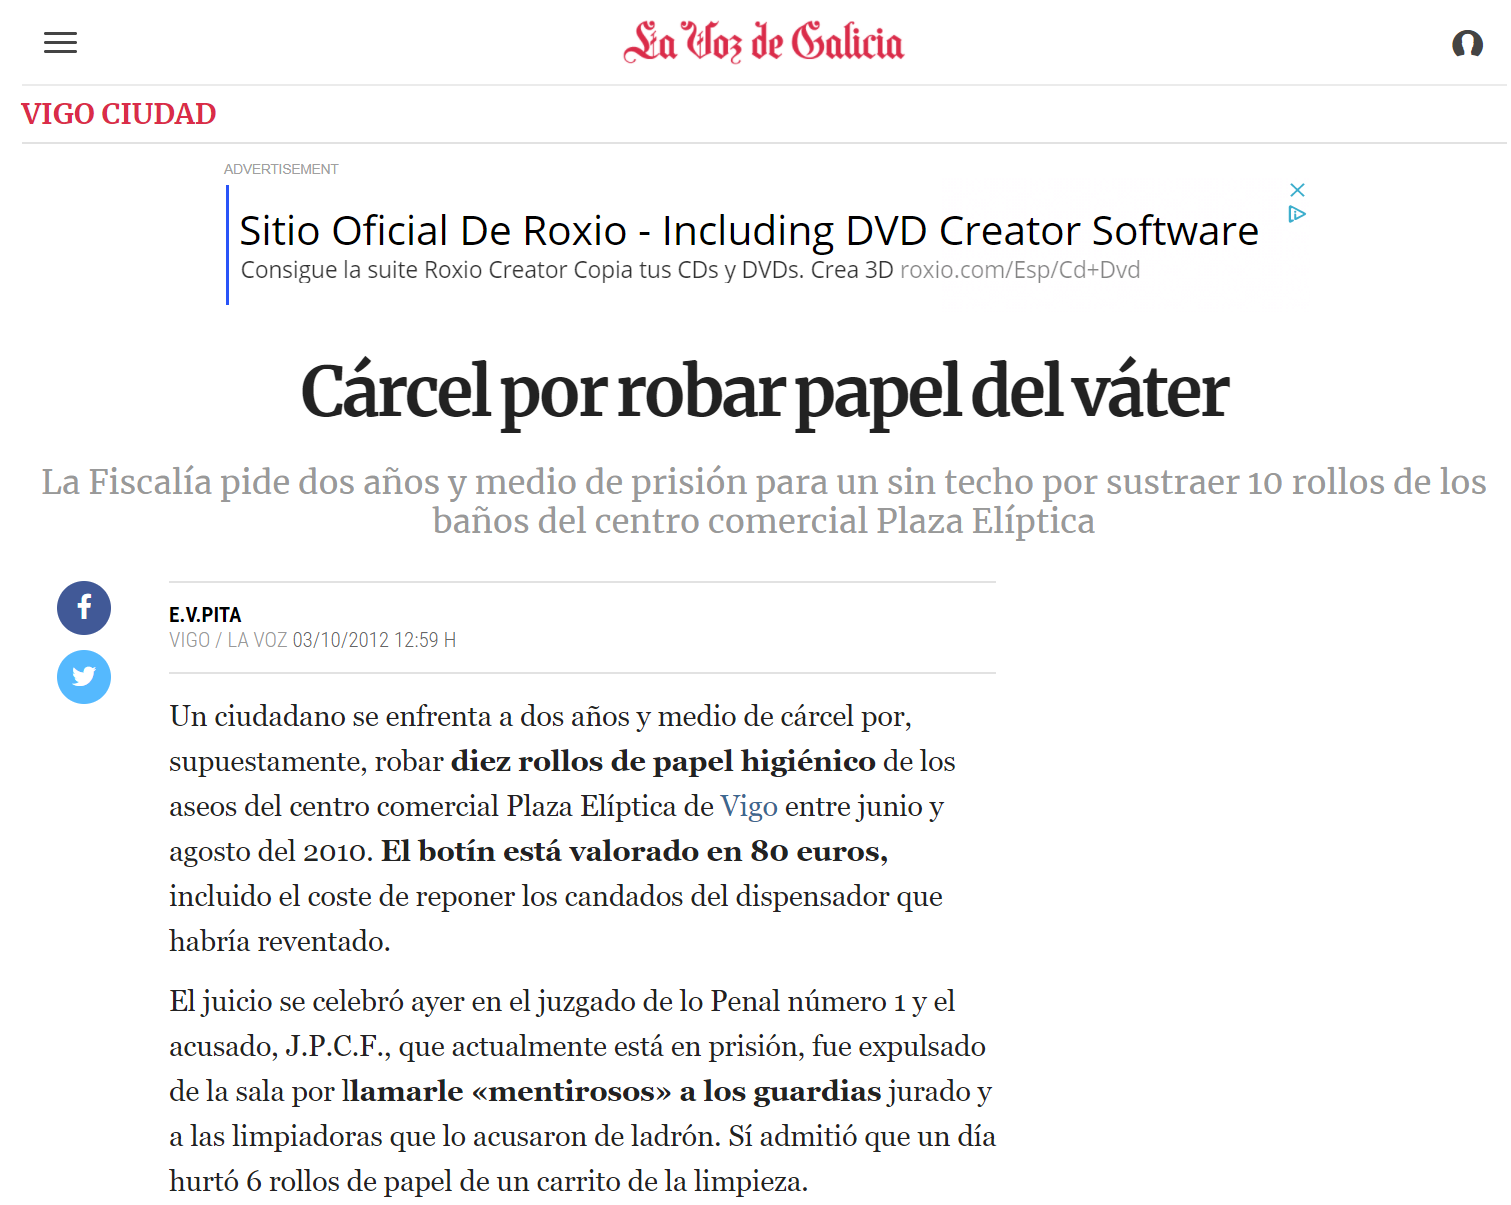 La Voz de Galicia
VIGO CIUDAD
ADVERTISEMENT
Sitio Oficial De Roxio - Including DVD Creator Software
Consigue la suite Roxio Creator Copia tus CDs y DVDs. Crea 3D roxio.com/Esp/Cd+Dvd
Cárcel por robar papel del váter
La Fiscalía pide dos años y medio de prisión para un sin techo por sustraer 10 rollos de los
baños del centro comercial Plaza Elíptica
E.V.PITA
VIGO / LA VOZ 03/10/2012 12:59 H
Un ciudadano se enfrenta a dos años y medio de cárcel por,
supuestamente, robar diez rollos de papel higiénico de los
aseos del centro comercial Plaza Elíptica de Vigo entre junio y
agosto del 2010. El botín está valorado en 80 euros,
incluido el coste de reponer los candados del dispensador que
habría reventado.
El juicio se celebró ayer en el juzgado de lo Penal número 1 y el
acusado, J.P.C.F., que actualmente está en prisión, fue expulsado
de la sala por llamarle «mentirosos» a los guardias jurado y
a las limpiadoras que lo acusaron de ladrón. Sí admitió que un día
hurtó 6 rollos de papel de un carrito de la limpieza.